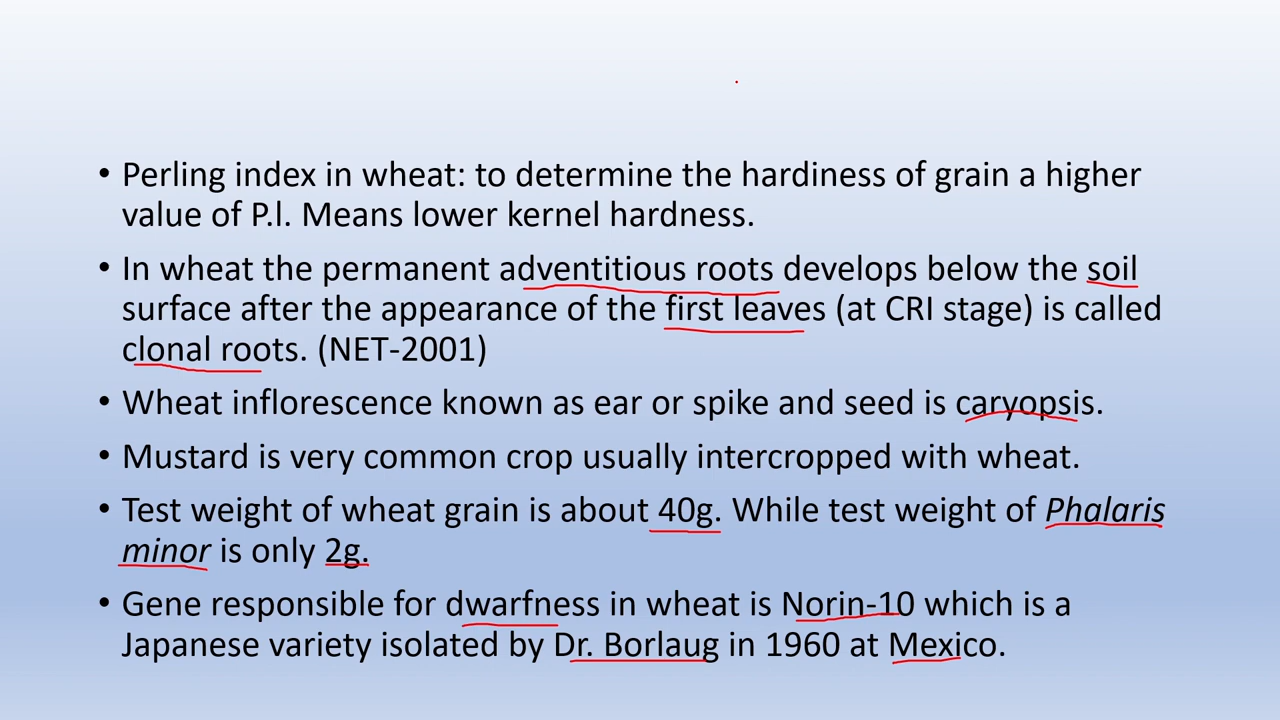 • Perling index in wheat: to determine the hardiness of grain a higher
value of P.l. Means lower kernel hardness.
• In wheat the permanent adventitious roots develops below the soil
surface after the appearance of the first leaves (at CRI stage) is called
clonal roots. (NET-2001)
• Wheat inflorescence known as ear or spike and seed is caryopsis.
• Mustard is very common crop usually intercropped with wheat.
• Test weight of wheat grain is about 40g. While test weight of Phalaris
minor is only 2g.
• Gene responsible for dwarfness in wheat is Norin-10 which is a
Japanese variety isolated by Dr. Borlaug in 1960 at Mexico.